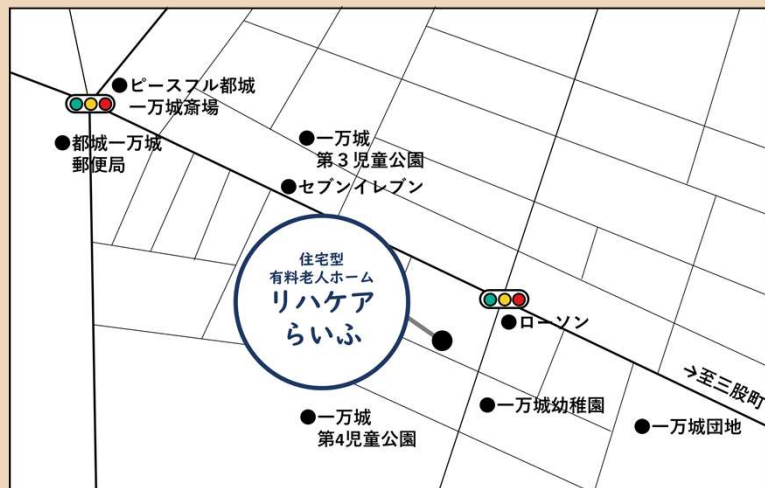 ピースフル都城
一万城斎場
都城一万城
郵便局
一万城
第3児童公園
セブンイレブン
住宅型
有料老人ホーム
リハケア
らいふ
ローソン
→至三股町
一万城幼稚園
一万城
第4児童公園
一万城団地